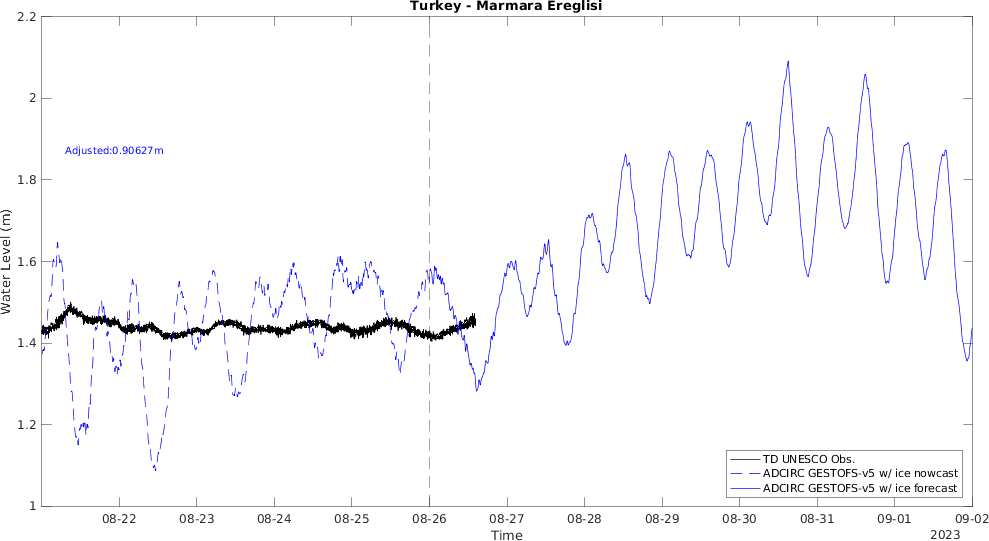 Turkey - Marmara Ereglisi
2.2
2
1.8
1.6
1.4
1.2
1
Water Level (m)
Adjusted:0.90627m
TD UNESCO Obs.
ADCIRC GESTOFS-v5 w/ ice nowcast
ADCIRC GESTOFS-v5 w/ ice forecast
08-22 08-23 08-24 08-25 08-26 08-27 08-28 08-29 08-30 08-31 09-01 09-02
Time
2023